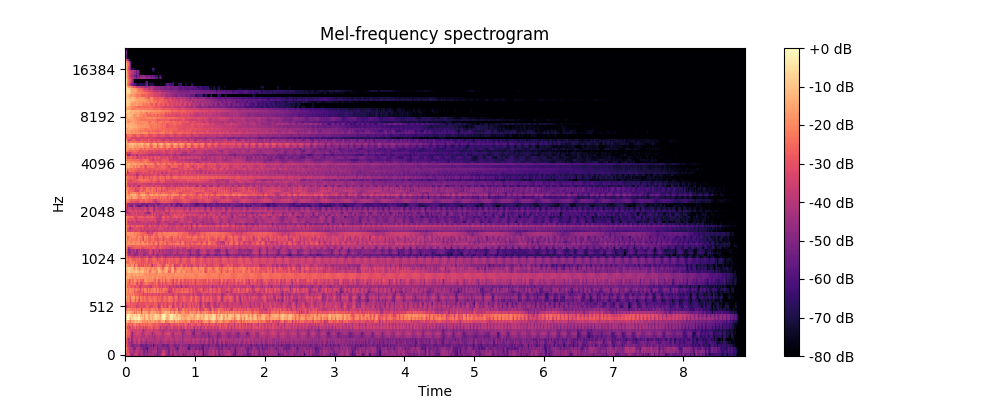 Mel-frequency spectrogram
Hz
16384
8192
4096
2048
1024
512
0
0 1 2 3 4 5 6 7 8
Time
+0 dB
-10 dB
-20 dB
-30 dB
-40 dB
-50 dB
-60 dB
-70 dB
-80 dB